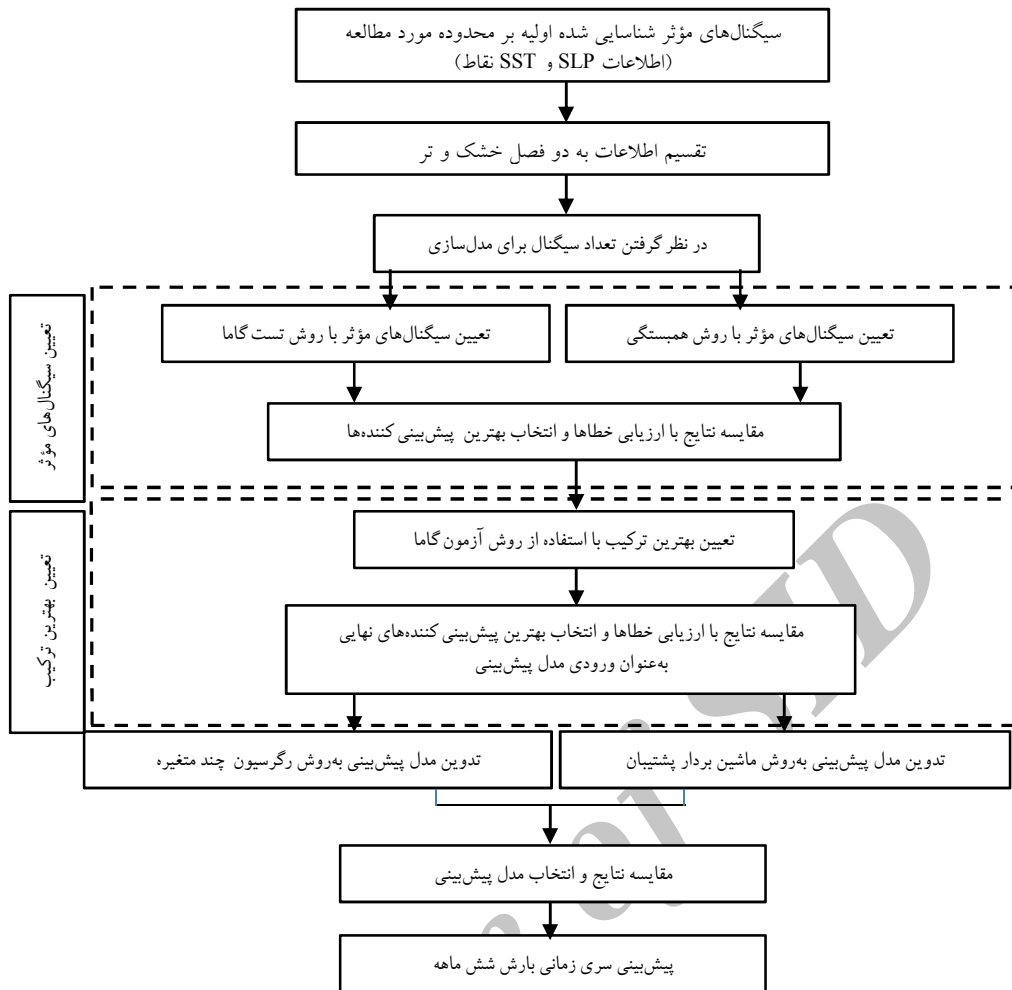 سیگنال‌های مؤثر شناسایی شده اولیه بر محدوده مورد مطالعه
(اطلاعات SLP و SST نقاط)
تقسیم اطلاعات به دو فصل خشک و تر
در نظر گرفتن تعداد سیگنال برای مدل‌سازی
تعیین سیگنال‌های مؤثر
تعیین سیگنال‌های مؤثر با روش همبستگی
تعیین سیگنال‌های مؤثر با روش تست گاما
مقایسه نتایج با ارزیابی خطاها و انتخاب بهترین پیش‌بینی کننده‌ها
تعیین بهترین ترکیب
تعیین بهترین ترکیب با استفاده از روش آزمون گاما
مقایسه نتایج با ارزیابی خطاها و انتخاب بهترین پیش‌بینی کننده‌های نهایی
به‌عنوان ورودی مدل پیش‌بینی
تدوین مدل پیش‌بینی به‌روش ماشین بردار پشتیبان
تدوین مدل پیش‌بینی به‌روش رگرسیون چند متغیره
مقایسه نتایج و انتخاب مدل پیش‌بینی
پیش‌بینی سری زمانی بارش شش ماهه